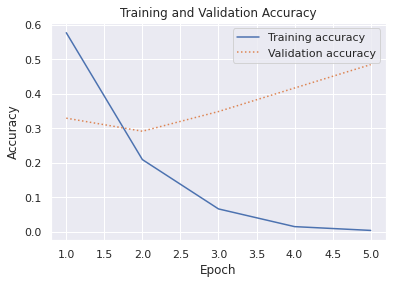 Training and Validation Accuracy
Training accuracy
Validation accuracy
Accuracy
0.6
0.5
0.4
0.3
0.2
0.1
0.0
1.0 1.5 2.0 2.5 3.0 3.5 4.0 4.5 5.0
Epoch